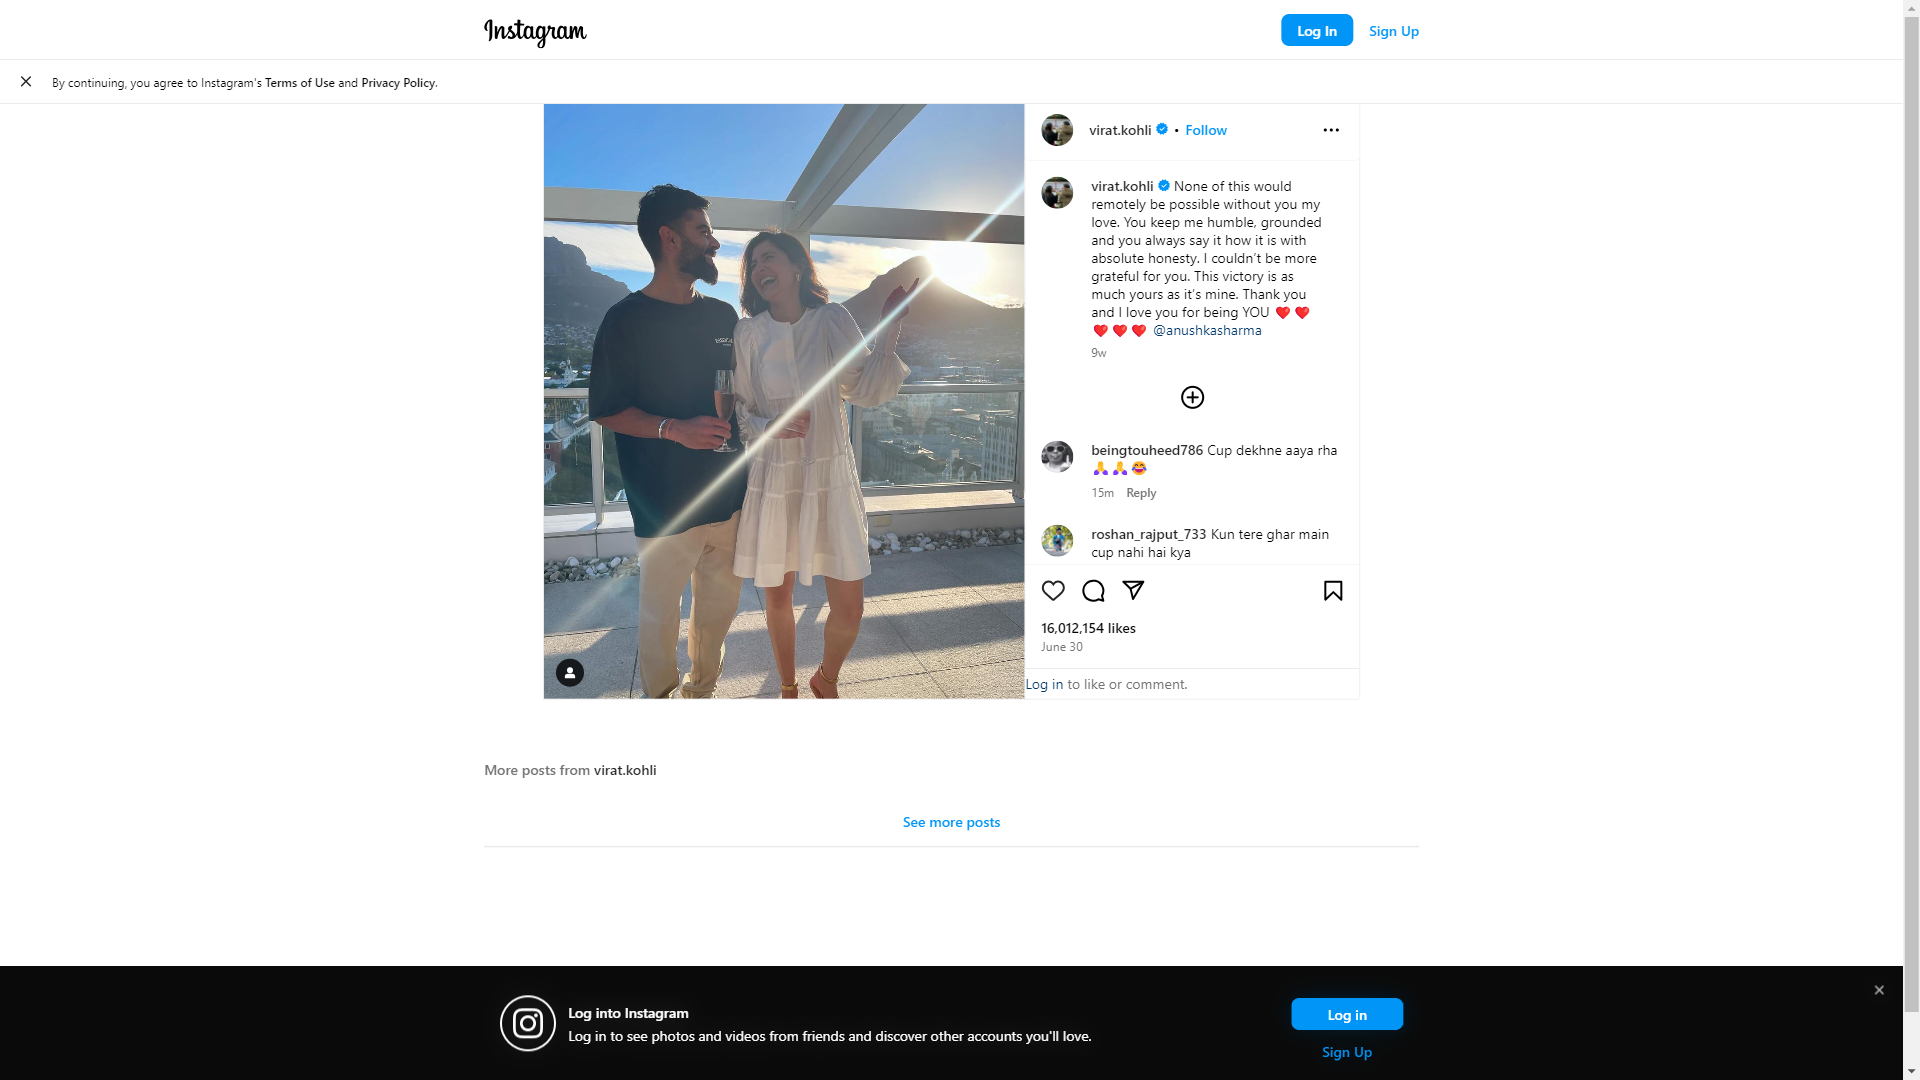 Instagram
Log In
Sign Up
By continuing, you agree to Instagram's Terms of Use and Privacy Policy.
virat.kohli • Follow
virat.kohli None of this would
remotely be possible without you my
love. You keep me humble, grounded
and you always say it how it is with
absolute honesty. I couldn’t be more
grateful for you. This victory is as
much yours as it’s mine. Thank you
and I love you for being YOU ❤️❤️
❤️❤️❤️ @anushkasharma
9w
beingtouheed786 Cup dekhne aaya rha
🙏🙏😂
15m Reply
roshan_rajput_733 Kun tere ghar main
cup nahi hai kya
16,012,154 likes
June 30
Log in to like or comment.
More posts from virat.kohli
See more posts
Log into Instagram
Log in to see photos and videos from friends and discover other accounts you'll love.
Log in
Sign Up